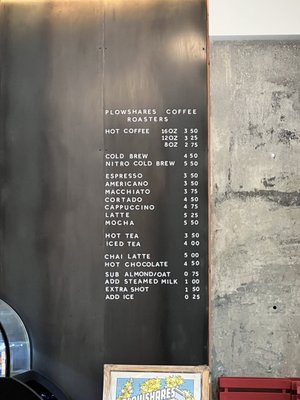 PLOWSHARES COFFEE
ROASTERS
HOT COFFEE 16OZ 3 50
12OZ 3 25
8OZ 2 75
COLD BREW 4 50
NITRO COLD BREW 5 50
ESPRESSO 3 50
AMERICANO 3 50
MACCHIATO 3 75
CORTADO 4 50
CAPPUCCINO 4 75
LATTE 5 25
MOCHA 5 50
HOT TEA 3 50
ICED TEA 4 00
CHAI LATTE 5 00
HOT CHOCOLATE 4 50
SUB ALMOND/OAT 0 75
ADD STEAMED MILK 1 00
EXTRA SHOT 1 50
ADD ICE 0 25
PLOWSHARES